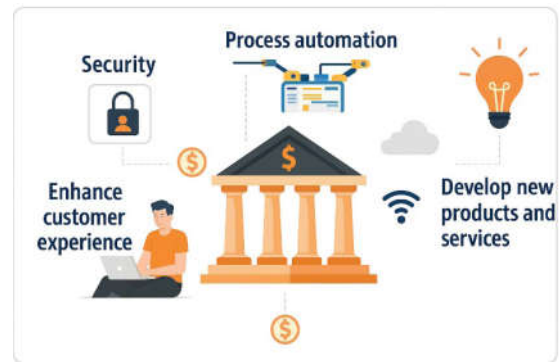 Process automation
Security
Enhance
customer
experience
Develop new
products and
services
$
$
$